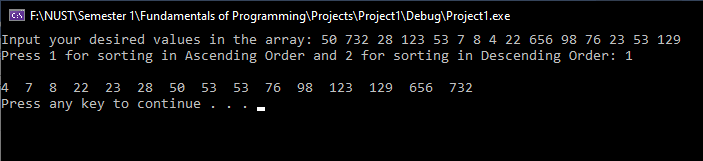 F:\NUST\Semester 1\Fundamentals of Programming\Projects\Project1\Debug\Project1.exe
Input your desired values in the array: 50 732 28 123 53 7 8 4 22 656 98 76 23 53 129
Press 1 for sorting in Ascending Order and 2 for sorting in Descending Order: 1
4  7  8  22  23  28  50  53  53  76  98  123  129  656  732
Press any key to continue . . .